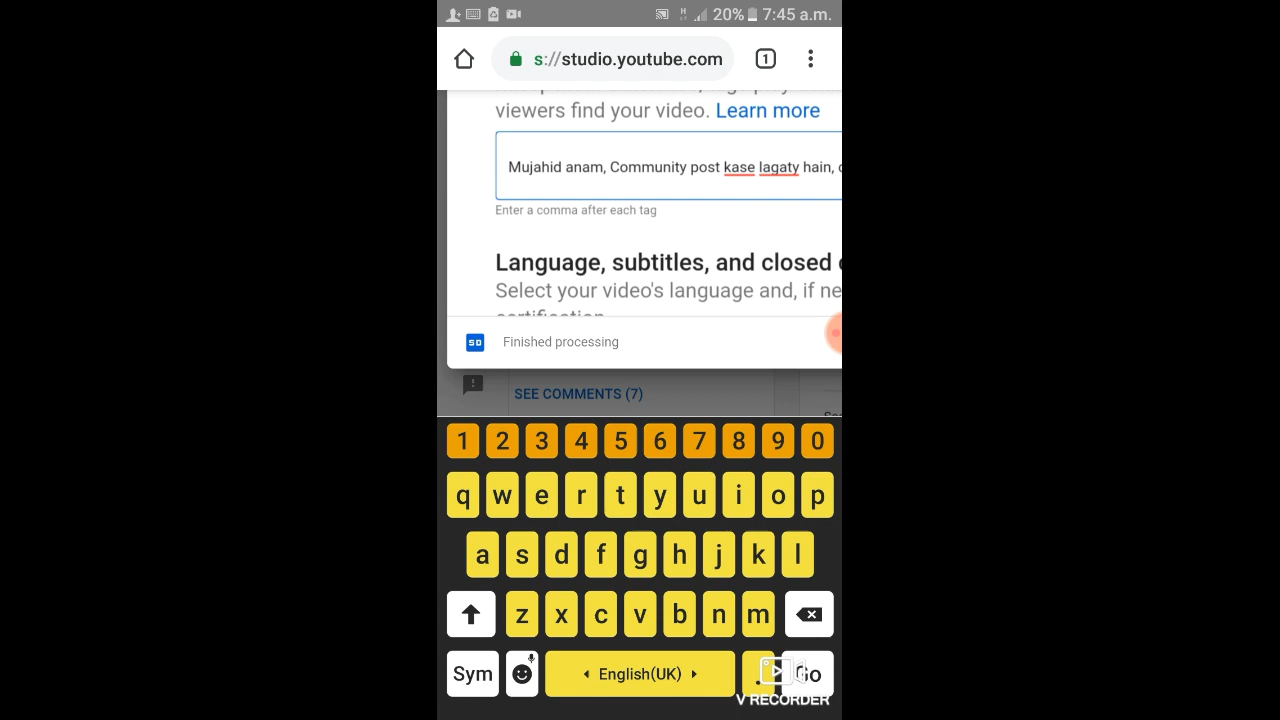 20% 7:45 a.m.
s://studio.youtube.com 1
viewers find your video. Learn more
Mujahid anam, Community post kase lagaty hain,
Enter a comma after each tag
Language, subtitles, and closed
Select your video's language and, if ne
certification
SD Finished processing
SEE COMMENTS (7)
1 2 3 4 5 6 7 8 9 0
q w e r t y u i o p
a s d f g h j k l
z x c v b n m
Sym English(UK) . Go
V RECORDER